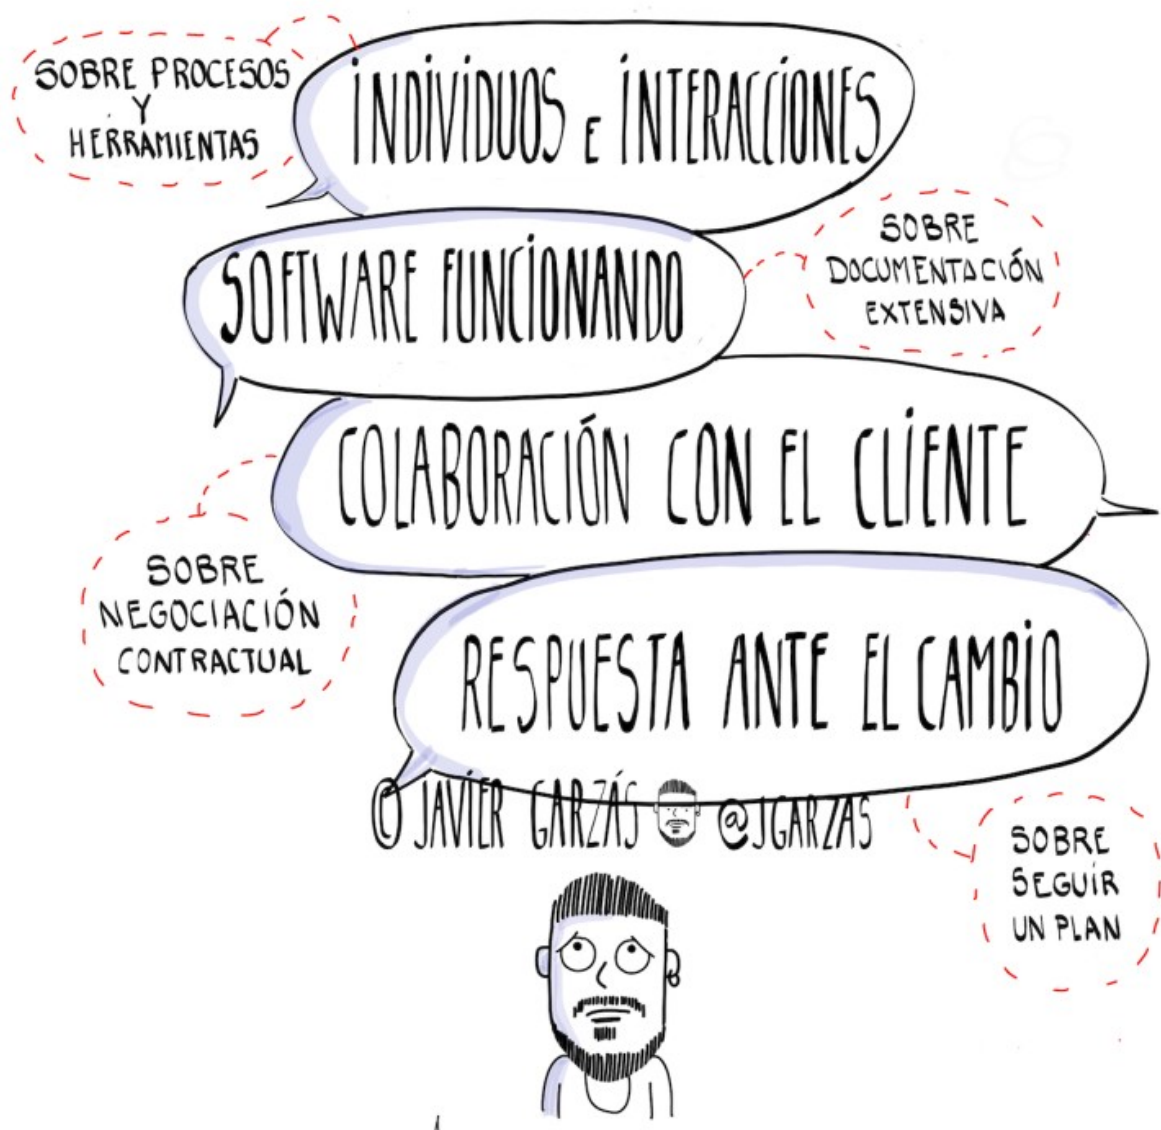 SOBRE PROCESOS
Y
HERRAMIENTAS
INDIVIDUOS E INTERACCIONES
SOFTWARE FUNCIONANDO
SOBRE
DOCUMENTACIÓN
EXTENSIVA
COLABORACIÓN CON EL CLIENTE
SOBRE
NEGOCIACIÓN
CONTRACTUAL
RESPUESTA ANTE EL CAMBIO
© JAVIER GARZÁS @JGARZAS
SOBRE
SEGUIR
UN PLAN